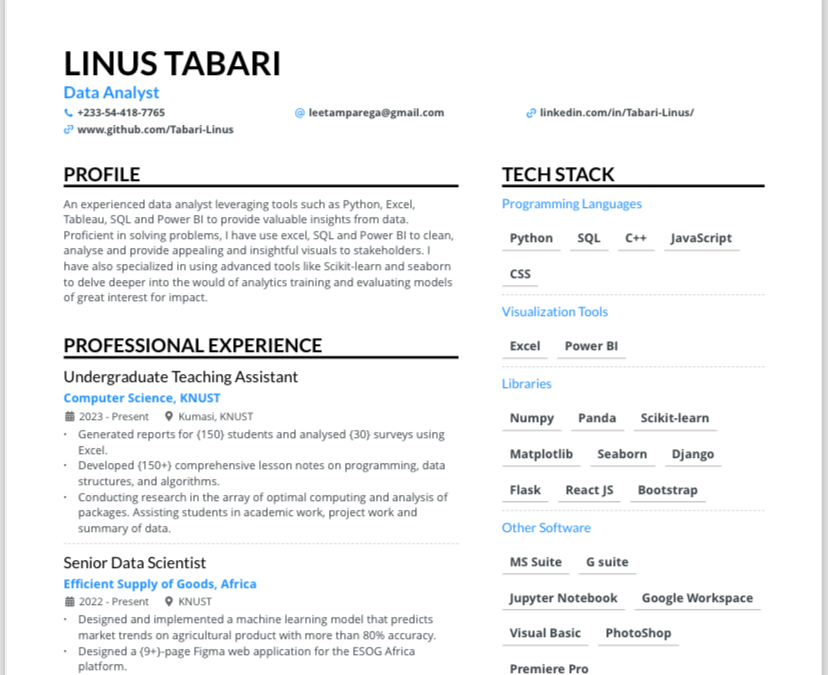 LINUS TABARI
Data Analyst
+233-54-418-7765
leetamparega@gmail.com
linkedin.com/in/Tabari-Linus/
www.github.com/Tabari-Linus
PROFILE
An experienced data analyst leveraging tools such as Python, Excel,
Tableau, SQL and Power BI to provide valuable insights from data.
Proficient in solving problems, I have use excel, SQL and Power BI to clean,
analyse and provide appealing and insightful visuals to stakeholders. I
have also specialized in using advanced tools like Scikit-learn and seaborn
to delve deeper into the would of analytics training and evaluating models
of great interest for impact.
PROFESSIONAL EXPERIENCE
Undergraduate Teaching Assistant
Computer Science, KNUST
2023 - Present Kumasi, KNUST
· Generated reports for {150} students and analysed {30} surveys using
Excel.
· Developed {150+} comprehensive lesson notes on programming, data
structures, and algorithms.
· Conducting research in the array of optimal computing and analysis of
packages. Assisting students in academic work, project work and
summary of data.
Senior Data Scientist
Efficient Supply of Goods, Africa
2022 - Present KNUST
· Designed and implemented a machine learning model that predicts
market trends on agricultural product with more than 80% accuracy.
· Designed a {9+}-page Figma web application for the ESOG Africa
platform.
TECH STACK
Programming Languages
Python SQL C++ JavaScript
CSS
Visualization Tools
Excel Power BI
Libraries
Numpy Panda Scikit-learn
Matplotlib Seaborn Django
Flask React JS Bootstrap
Other Software
MS Suite G suite
Jupyter Notebook Google Workspace
Visual Basic PhotoShop
Premiere Pro